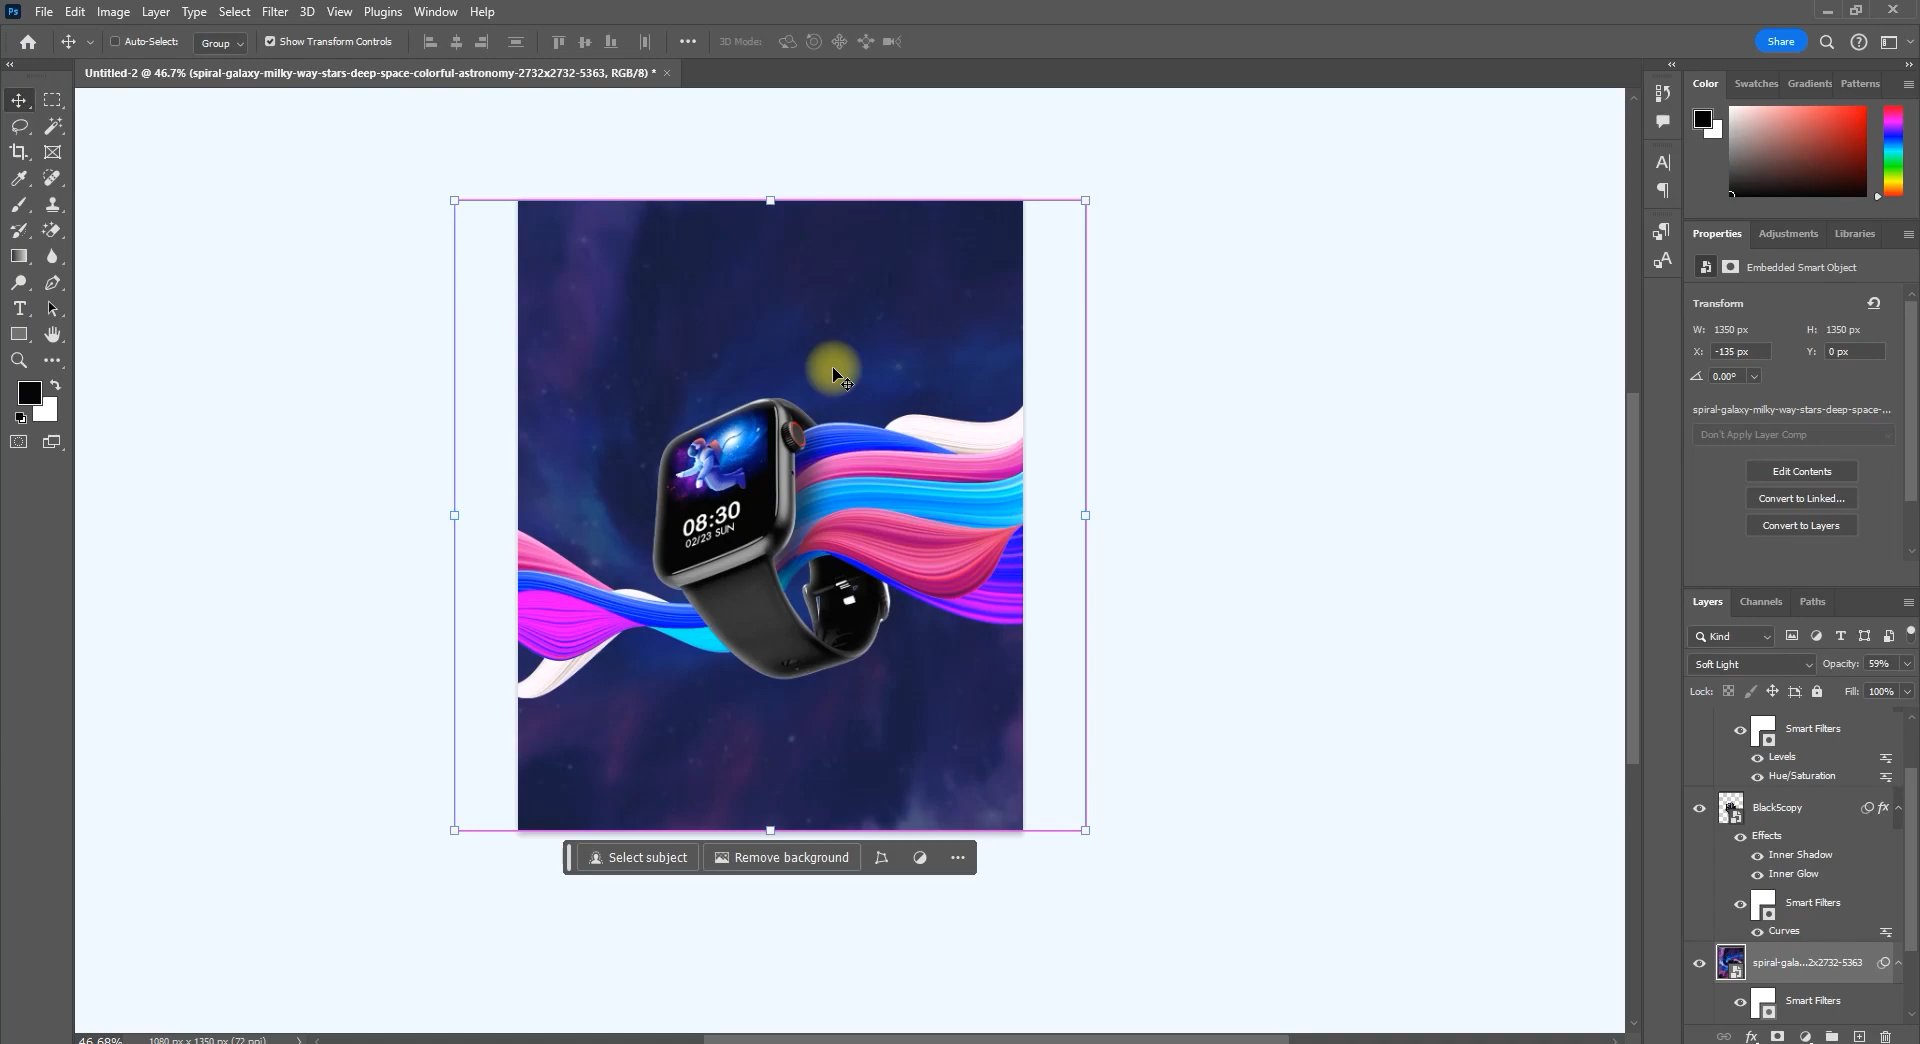 Ps File Edit Image Layer Type Select Filter 3D View Plugins Window Help
Auto-Select: Group Show Transform Controls 3D Mode: Share
Untitled-2 @ 46.7% (spiral-galaxy-milky-way-stars-deep-space-colorful-astronomy-2732x2732-5363, RGB/8) *
Color Swatches Gradients Patterns
Properties Adjustments Libraries
Embedded Smart Object
Transform
W: 1350 px H: 1350 px
X: -135 px Y: 0 px
0.00°
spiral-galaxy-milky-way-stars-deep-space-...
Don't Apply Layer Comp
Edit Contents
Convert to Linked...
Convert to Layers
08:30
02/23 SUN
Layers Channels Paths
Kind
Soft Light Opacity: 59%
Lock: Fill: 100%
Smart Filters
Levels
Hue/Saturation
BlackScopy
Effects
Inner Shadow
Inner Glow
Smart Filters
Curves
spiral-gala...2x2732-5363
Smart Filters
Select subject Remove background
46.68% 1080 px x 1350 px (72 ppi)